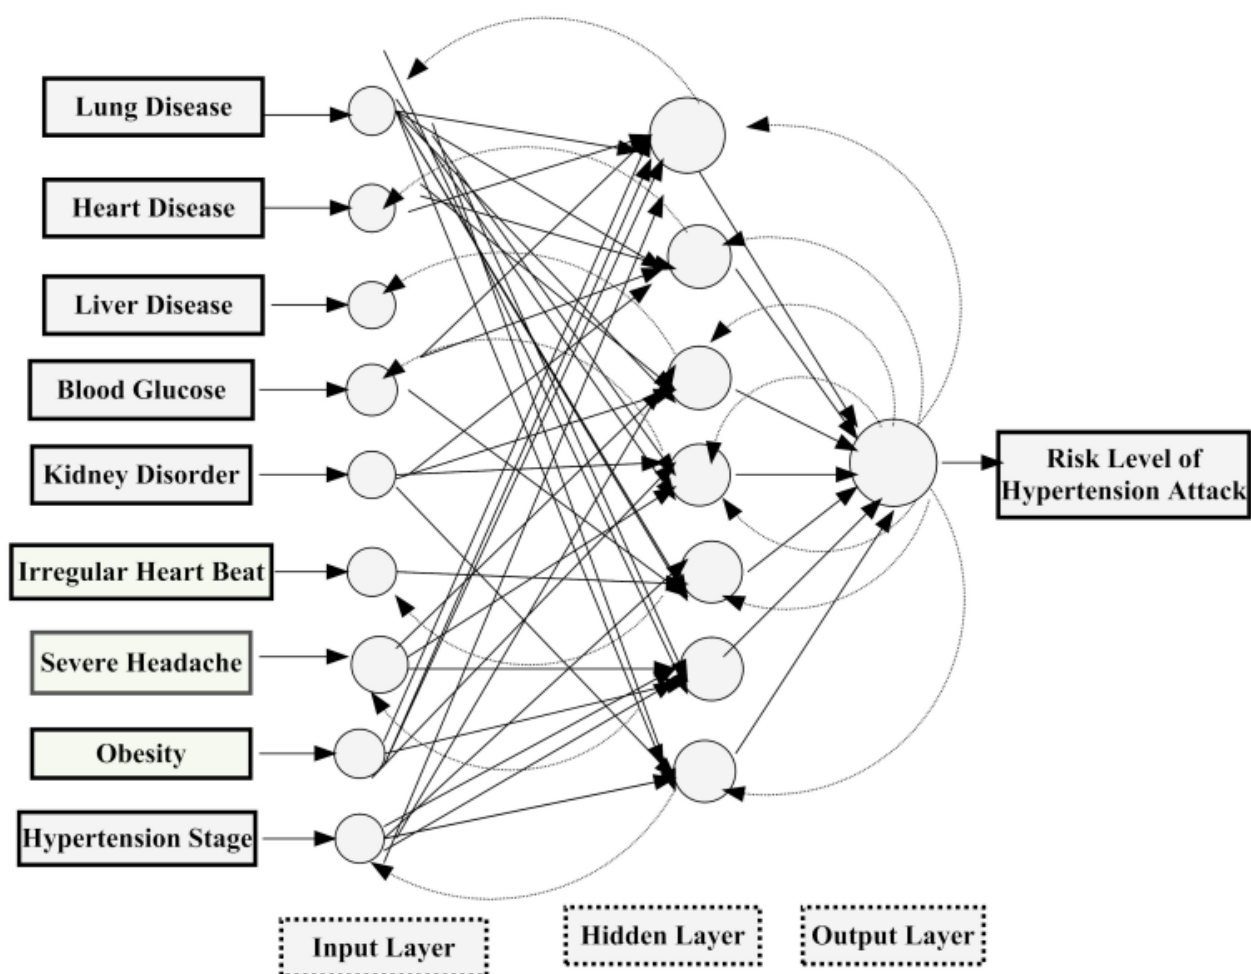 Lung Disease
Heart Disease
Liver Disease
Blood Glucose
Kidney Disorder
Irregular Heart Beat
Severe Headache
Obesity
Hypertension Stage
Risk Level of
Hypertension Attack
Input Layer
Hidden Layer
Output Layer